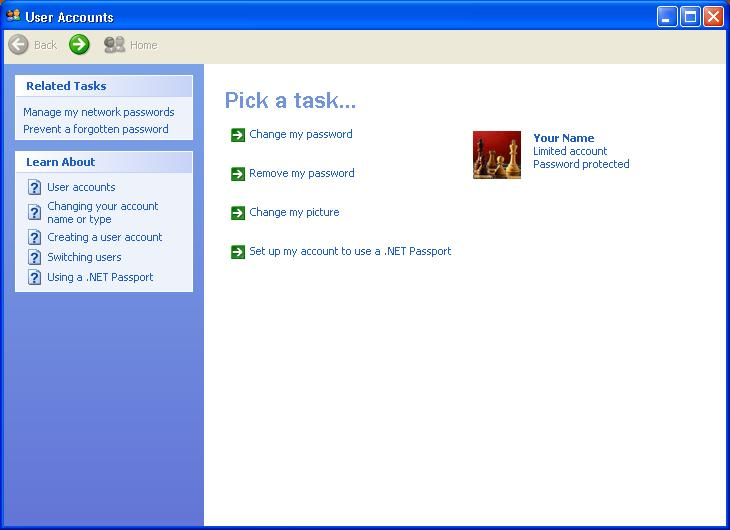 User Accounts
Back Home
Related Tasks
Manage my network passwords
Prevent a forgotten password
Learn About
User accounts
Changing your account
name or type
Creating a user account
Switching users
Using a .NET Passport
Pick a task...
Change my password
Remove my password
Change my picture
Set up my account to use a .NET Passport
Your Name
Limited account
Password protected